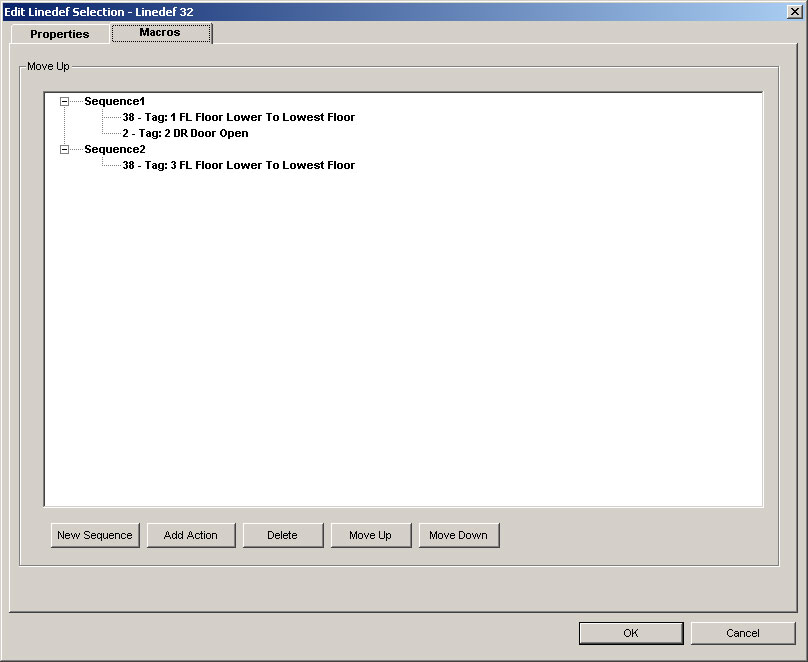 Edit Linedef Selection - Linedef 32
Properties
Macros
Move Up
Sequence1
38 - Tag: 1 FL Floor Lower To Lowest Floor
2 - Tag: 2 DR Door Open
Sequence2
38 - Tag: 3 FL Floor Lower To Lowest Floor
New Sequence
Add Action
Delete
Move Up
Move Down
OK
Cancel